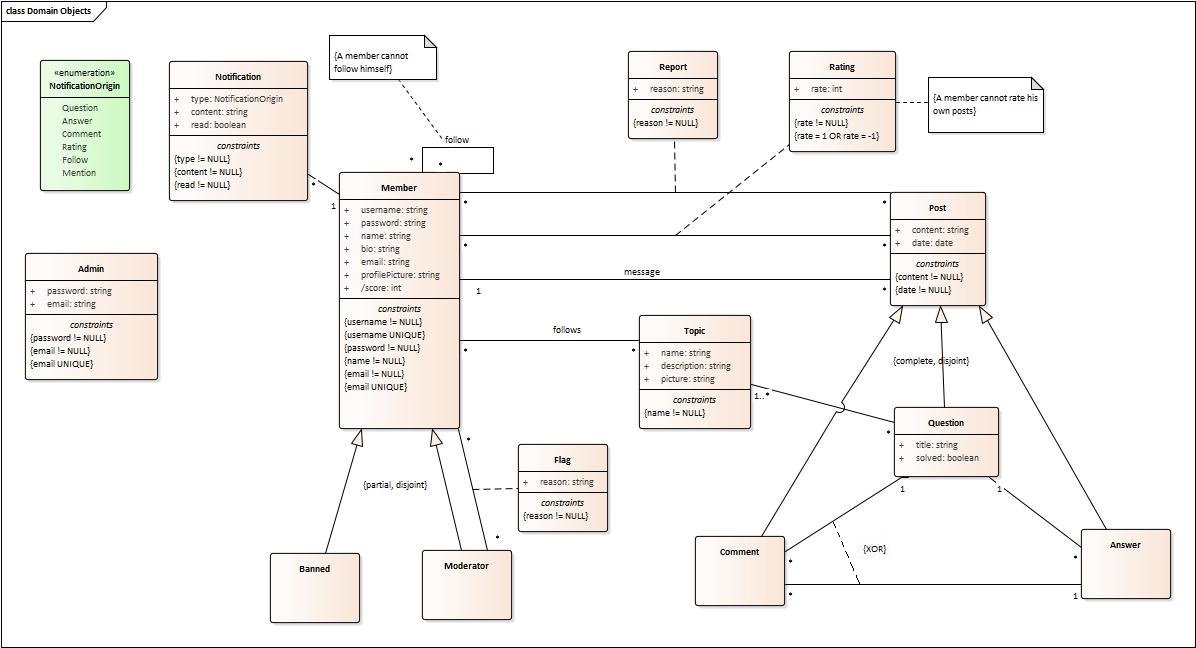 class Domain Objects
«enumeration»
NotificationOrigin
Question
Answer
Comment
Rating
Follow
Mention
Notification
+ type: NotificationOrigin
+ content: string
+ read: boolean
constraints
{type != NULL}
{content != NULL}
{read != NULL}
{A member cannot
follow himself}
follow
*
*
Report
+ reason: string
constraints
{reason != NULL}
Rating
+ rate: int
constraints
{rate != NULL}
{rate = 1 OR rate = -1}
{A member cannot rate his
own posts}
*
1
Member
+ username: string
+ password: string
+ name: string
+ bio: string
+ email: string
+ profilePicture: string
+ /score: int
constraints
{username != NULL}
{username UNIQUE}
{password != NULL}
{name != NULL}
{email != NULL}
{email UNIQUE}
*
*
*
*
message
1
*
Post
+ content: string
+ date: date
constraints
{content != NULL}
{date != NULL}
Admin
+ password: string
+ email: string
constraints
{password != NULL}
{email != NULL}
{email UNIQUE}
follows
*
*
Topic
+ name: string
+ description: string
+ picture: string
constraints
{name != NULL}
1..*
*
{complete, disjoint}
Question
+ title: string
+ solved: boolean
1
1
*
*
{partial, disjoint}
Flag
+ reason: string
constraints
{reason != NULL}
Banned
Moderator
Comment
*
*
{XOR}
*
1
Answer